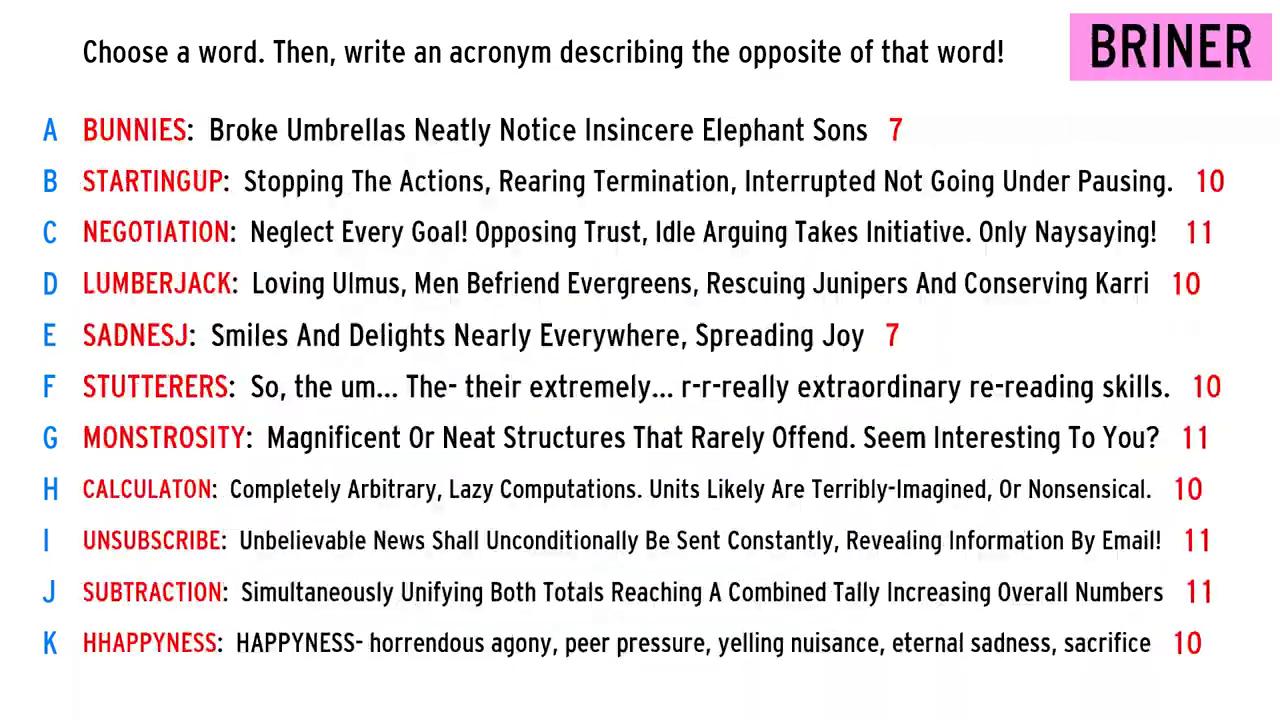 Choose a word. Then, write an acronym describing the opposite of that word!
BRINER
A BUNNIES: Broke Umbrellas Neatly Notice Insincere Elephant Sons 7
B STARTINGUP: Stopping The Actions, Rearing Termination, Interrupted Not Going Under Pausing. 10
C NEGOTIATION: Neglect Every Goal! Opposing Trust, Idle Arguing Takes Initiative. Only Naysaying! 11
D LUMBERJACK: Loving Ulmus, Men Befriend Evergreens, Rescuing Junipers And Conserving Karri 10
E SADNESJ: Smiles And Delights Nearly Everywhere, Spreading Joy 7
F STUTTERERS: So, the um... The- their extremely... r-r-really extraordinary re-reading skills. 10
G MONSTROSITY: Magnificent Or Neat Structures That Rarely Offend. Seem Interesting To You? 11
H CALCULATON: Completely Arbitrary, Lazy Computations. Units Likely Are Terribly-Imagined, Or Nonsensical. 10
I UNSUBSCRIBE: Unbelievable News Shall Unconditionally Be Sent Constantly, Revealing Information By Email! 11
J SUBTRACTION: Simultaneously Unifying Both Totals Reaching A Combined Tally Increasing Overall Numbers 11
K HHAPPYNESS: HAPPYNESS- horrendous agony, peer pressure, yelling nuisance, eternal sadness, sacrifice 10